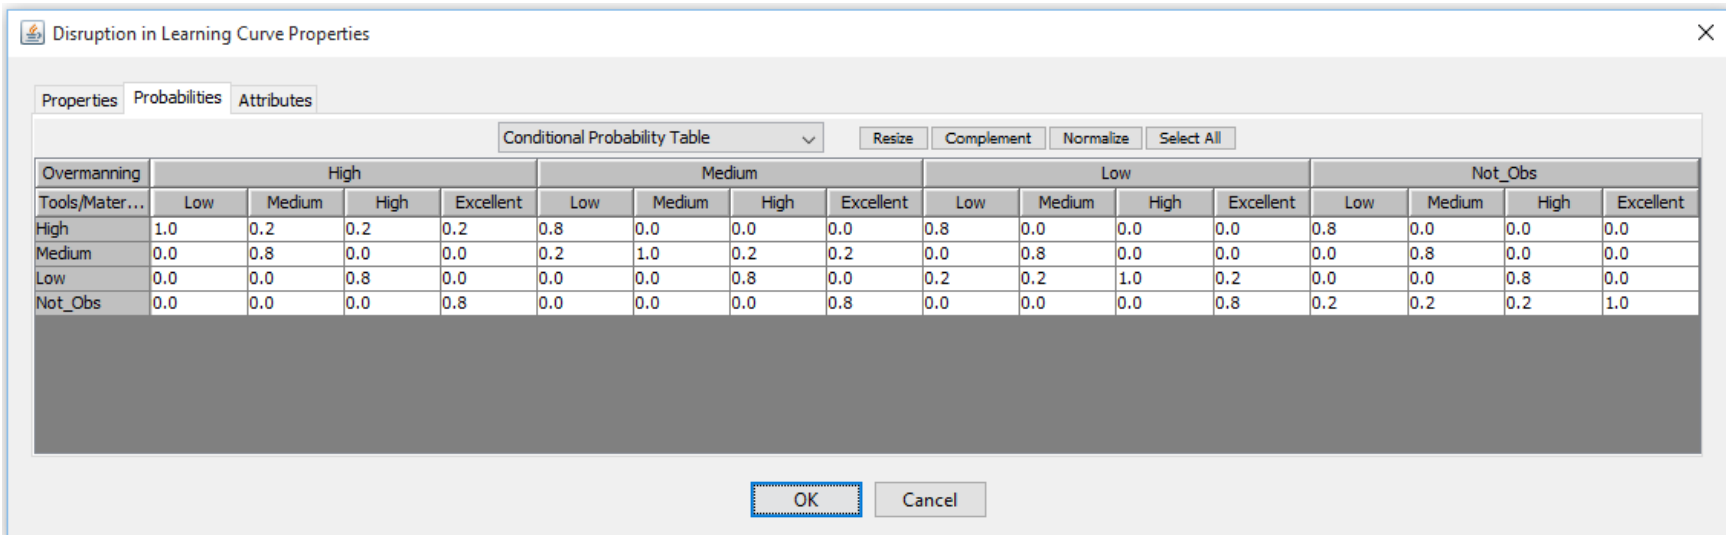 Disruption in Learning Curve Properties
Properties Probabilities Attributes
Conditional Probability Table Resize Complement Normalize Select All
Overmanning High Medium Low Not_Obs
Tools/Mater... Low Medium High Excellent Low Medium High Excellent Low Medium High Excellent Low Medium High Excellent
High 1.0 0.2 0.2 0.2 0.8 0.0 0.0 0.0 0.8 0.0 0.0 0.0 0.8 0.0 0.0 0.0
Medium 0.0 0.8 0.0 0.0 0.2 1.0 0.2 0.2 0.0 0.8 0.0 0.0 0.0 0.8 0.0 0.0
Low 0.0 0.0 0.8 0.0 0.0 0.0 0.8 0.0 0.2 0.2 1.0 0.2 0.0 0.0 0.8 0.0
Not_Obs 0.0 0.0 0.0 0.8 0.0 0.0 0.0 0.8 0.0 0.0 0.0 0.8 0.2 0.2 0.2 1.0
OK Cancel